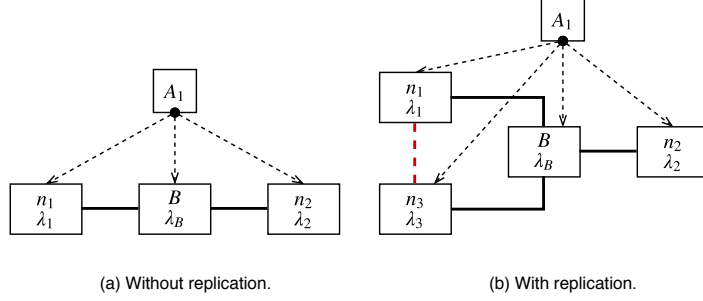 A1
n1
λ1
B
λB
n2
λ2
(a) Without replication.
A1
n1
λ1
B
λB
n2
λ2
n3
λ3
(b) With replication.